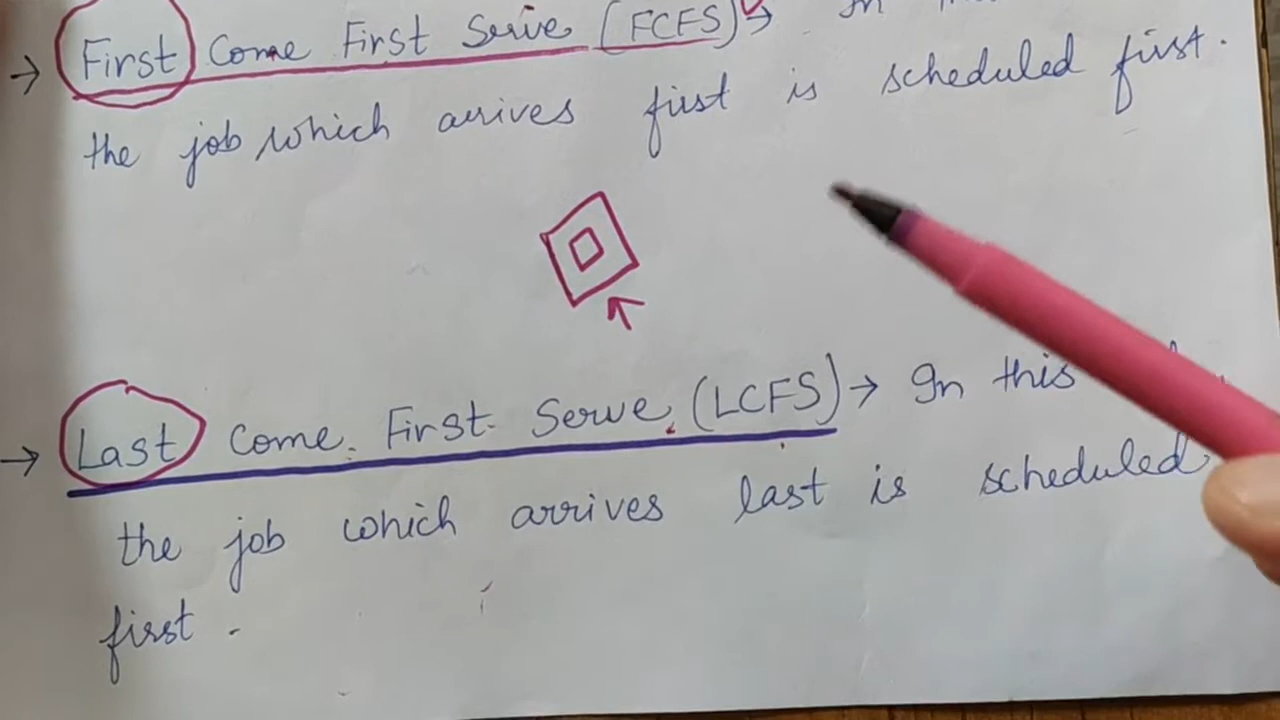 → First Come First Serve (FCFS) → In
the job which arrives first is scheduled first.
→ Last Come First Serve (LCFS) → In this
the job which arrives last is scheduled
first.